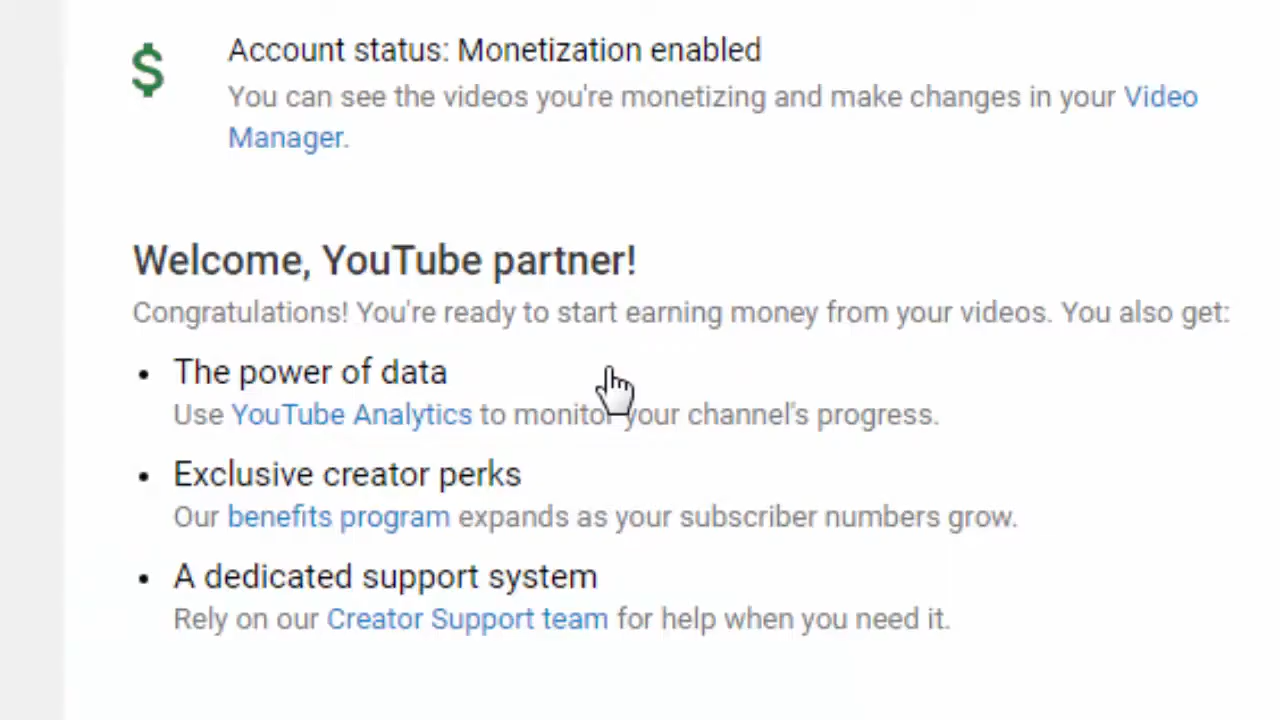 $
Account status: Monetization enabled
You can see the videos you're monetizing and make changes in your Video
Manager.
Welcome, YouTube partner!
Congratulations! You're ready to start earning money from your videos. You also get:
• The power of data
Use YouTube Analytics to monitor your channel's progress.
• Exclusive creator perks
Our benefits program expands as your subscriber numbers grow.
• A dedicated support system
Rely on our Creator Support team for help when you need it.